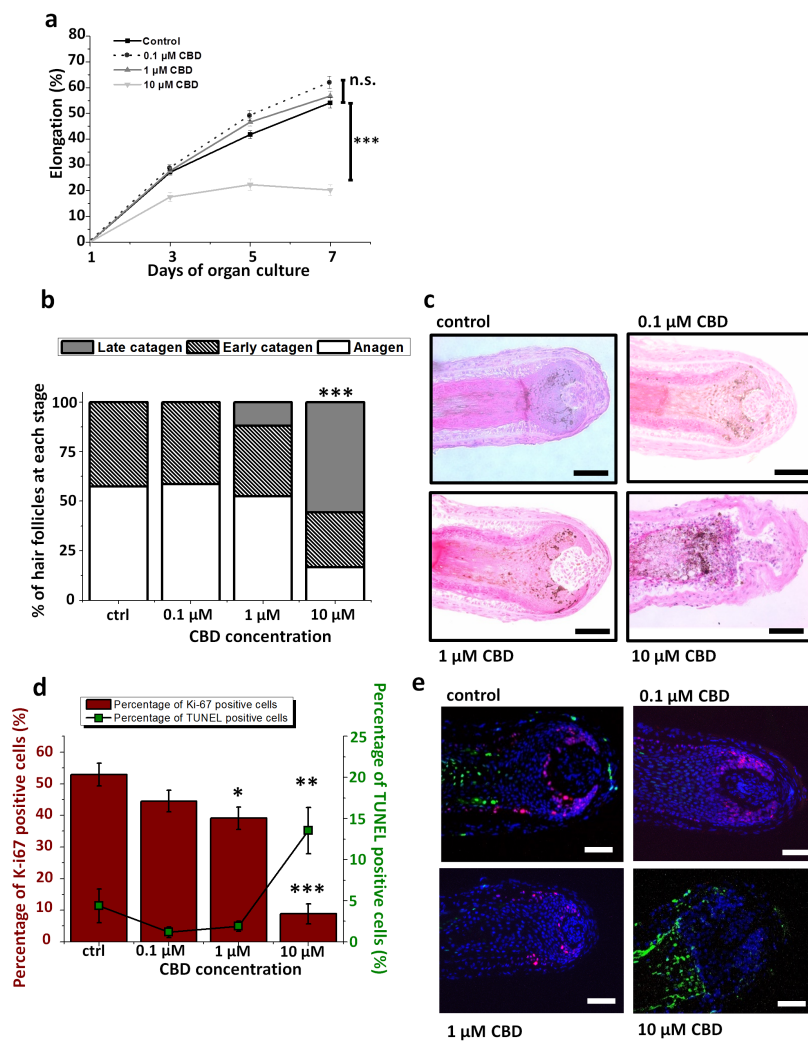 a
Control
0.1 μM CBD
1 μM CBD
10 μM CBD
n.s.
***
Elongation (%)
80
70
60
50
40
30
20
10
0
1 3 5 7
Days of organ culture
b
Late catagen Early catagen Anagen
***
% of hair follicles at each stage
100
75
50
25
0
ctrl 0.1 μM 1 μM 10 μM
CBD concentration
c
control 0.1 μM CBD
1 μM CBD 10 μM CBD
d
Percentage of Ki-67 positive cells
Percentage of TUNEL positive cells
Percentage of K-i67 positive cells (%)
60
50
40
30
20
10
0
* ** ***
Percentage of TUNEL positive cells (%)
25
20
15
10
5
0
ctrl 0.1 μM 1 μM 10 μM
CBD concentration
e
control 0.1 μM CBD
1 μM CBD 10 μM CBD